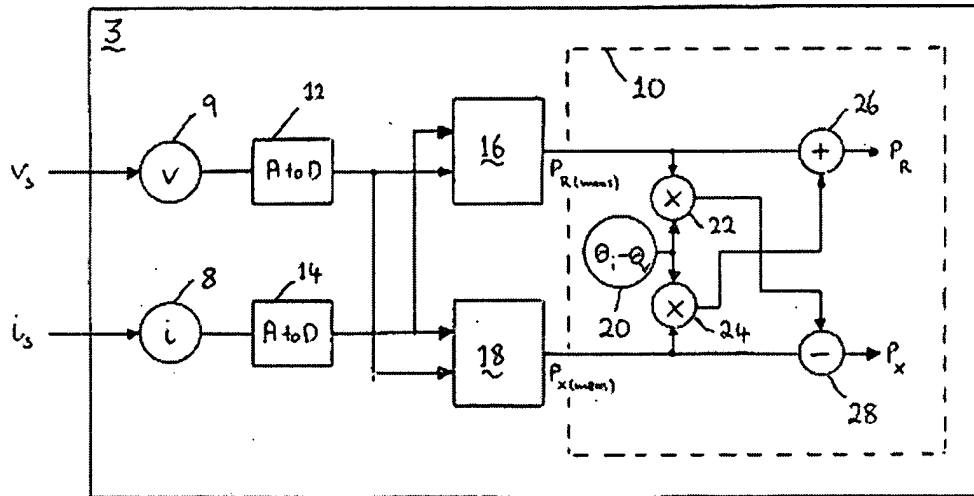 3
10
9
12
26
v_s
v
A to D
16
P_R(meas)
+
P_R
×
22
θ_i-θ_v
8
14
20
×
24
i_s
i
A to D
18
P_x(meas)
−
P_x
28